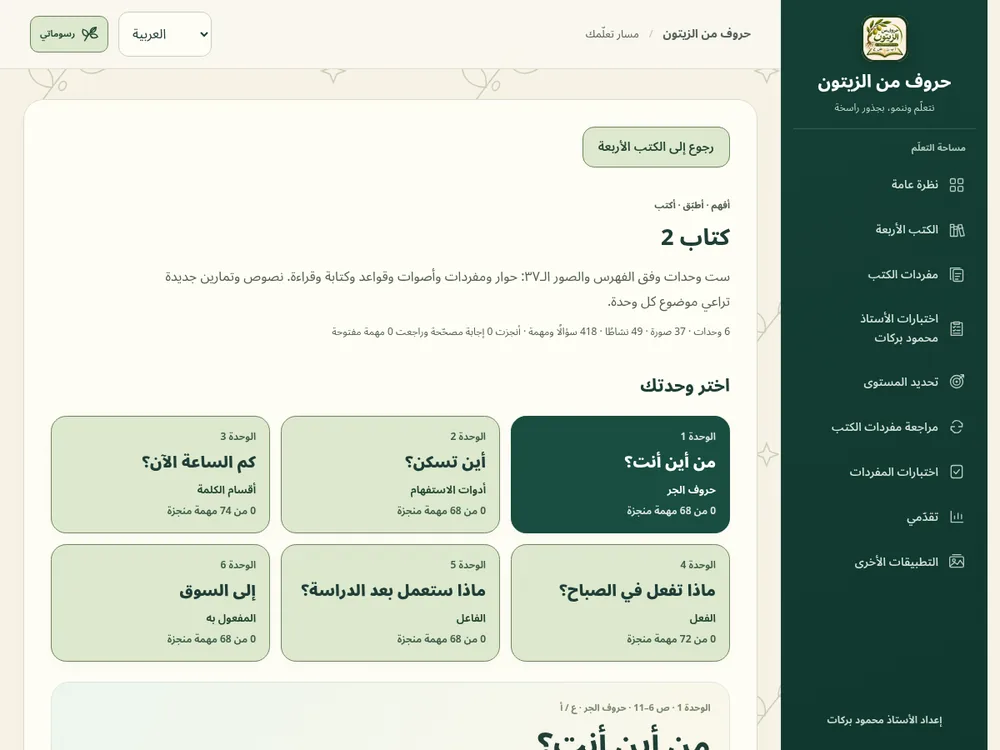 حروف من الزيتون
نتعلّم وننمو، بجذور راسخة
مساحة التعلّم
نظرة عامة
الكتب الأربعة
مفردات الكتب
اختبارات الأستاذ
محمود بركات
تحديد المستوى
مراجعة مفردات الكتب
اختبارات المفردات
تقدّمي
التطبيقات الأخرى
إعداد الأستاذ محمود بركات
حروف من الزيتون / مسار تعلّمك
العربية
رسوماتي
رجوع إلى الكتب الأربعة
أفهم · أطبّق · أكتب
كتاب 2
ست وحدات وفق الفهرس والصور الـ٣٧: حوار ومفردات وأصوات وقواعد وكتابة وقراءة. نصوص وتمارين جديدة
تراعي موضوع كل وحدة.
6 وحدات · 37 صورة · 49 نشاطًا · 418 سؤالًا ومهمة · أنجزت 0 إجابة مصحّحة وراجعت 0 مهمة مفتوحة
اختر وحدتك
الوحدة 1
من أين أنت؟
حروف الجر
0 من 68 مهمة منجزة
الوحدة 2
أين تسكن؟
أدوات الاستفهام
0 من 68 مهمة منجزة
الوحدة 3
كم الساعة الآن؟
أقسام الكلمة
0 من 74 مهمة منجزة
الوحدة 4
ماذا تفعل في الصباح؟
الفعل
0 من 72 مهمة منجزة
الوحدة 5
ماذا ستعمل بعد الدراسة؟
الفاعل
0 من 68 مهمة منجزة
الوحدة 6
إلى السوق
المفعول به
0 من 68 مهمة منجزة
الوحدة 1 · ص 6–11 · حروف الجر · ع / أ
من أين أنت؟